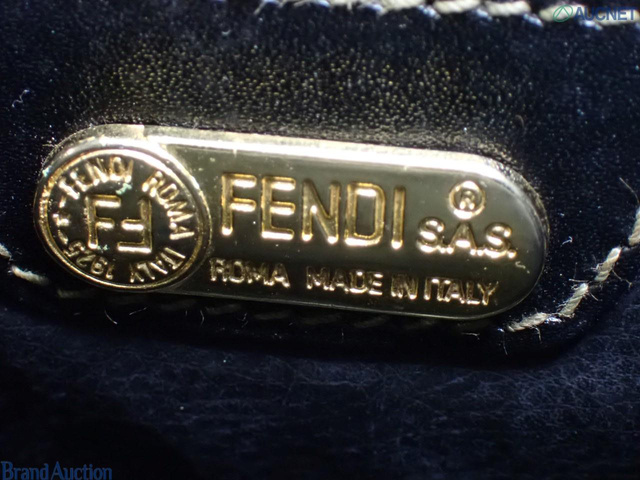 AUCNET
F-FENDI ROMA ITALY 1925-F
FF
FENDI ® S.A.S.
ROMA MADE IN ITALY
Brand Auction